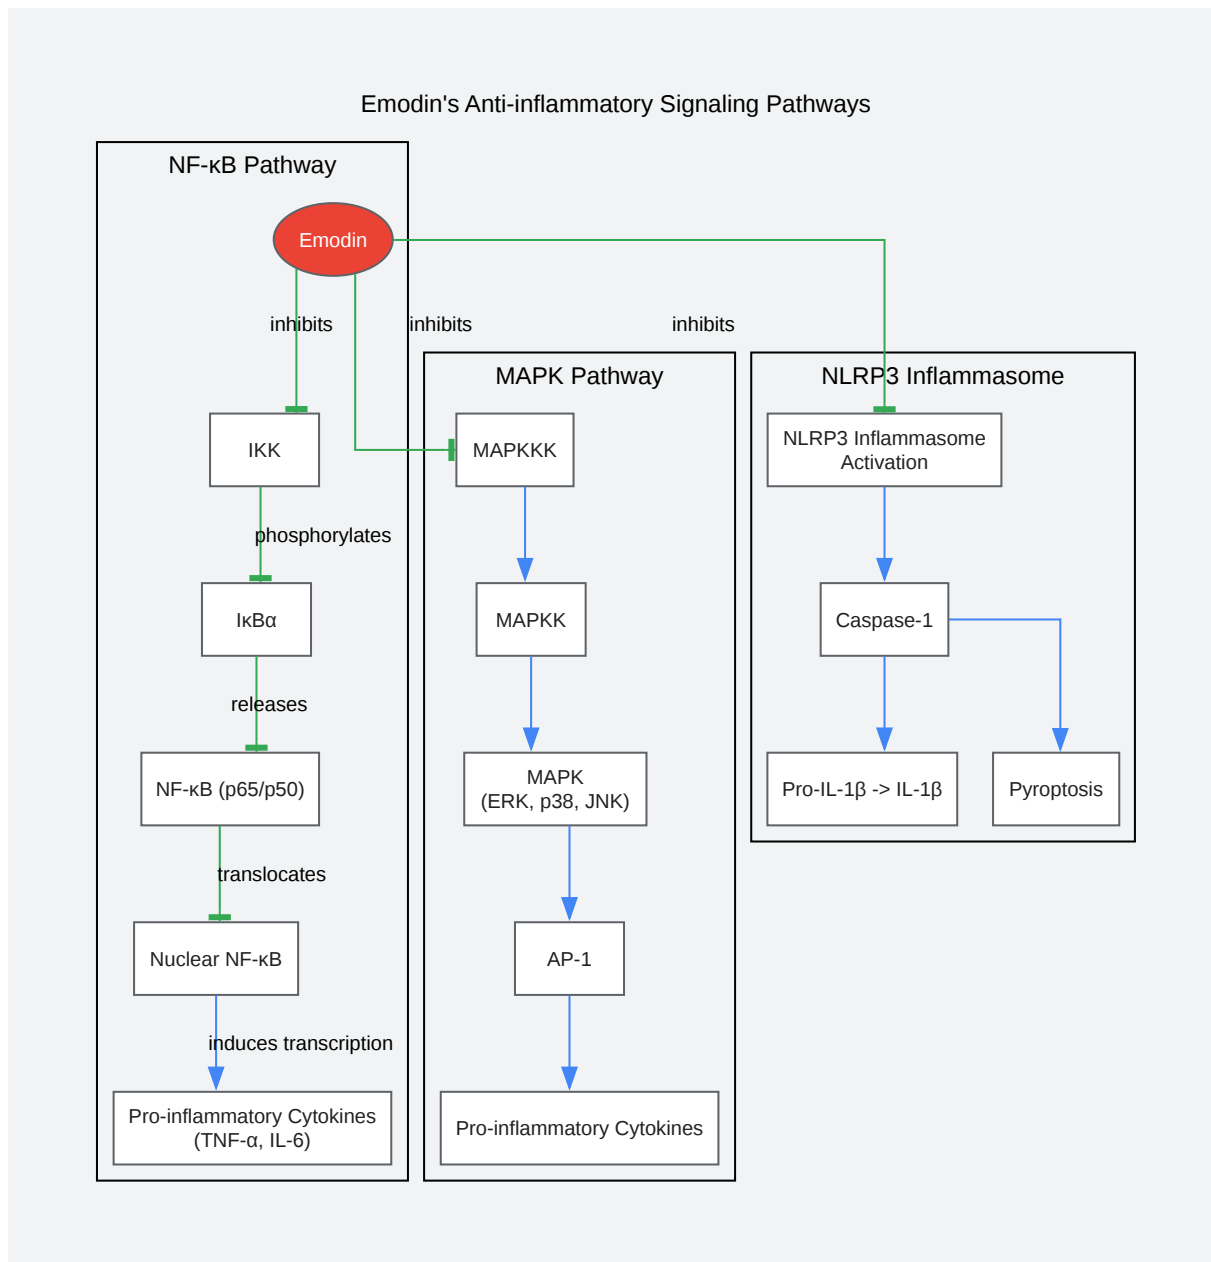 Emodin's Anti-inflammatory Signaling Pathways
NF-κB Pathway
Emodin
inhibits
inhibits
inhibits
IKK
phosphorylates
IκBα
releases
NF-κB (p65/p50)
translocates
Nuclear NF-κB
induces transcription
Pro-inflammatory Cytokines
(TNF-α, IL-6)
MAPK Pathway
MAPKKK
MAPKK
MAPK
(ERK, p38, JNK)
AP-1
Pro-inflammatory Cytokines
NLRP3 Inflammasome
NLRP3 Inflammasome
Activation
Caspase-1
Pro-IL-1β -> IL-1β
Pyroptosis